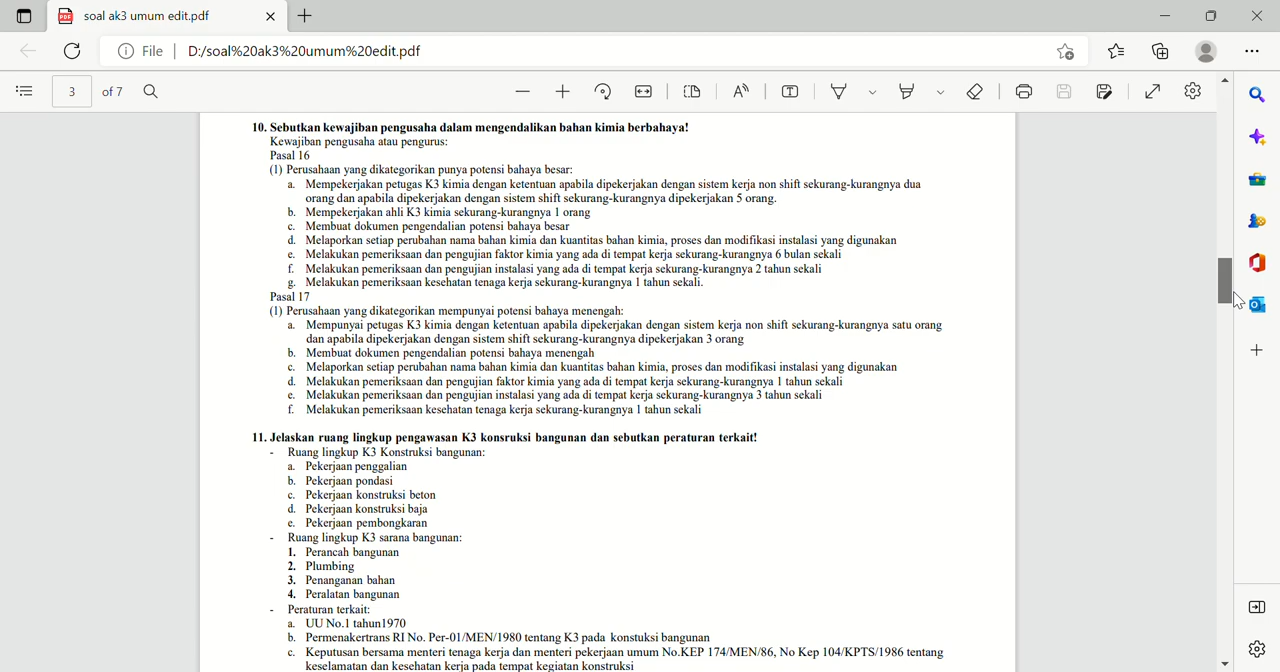 soal ak3 umum edit.pdf
File
D:/soal%20ak3%20umum%20edit.pdf
3 of 7
10. Sebutkan kewajiban pengusaha dalam mengendalikan bahan kimia berbahaya!
Kewajiban pengusaha atau pengurus:
Pasal 16
(1) Perusahaan yang dikategorikan punya potensi bahaya besar:
a. Mempekerjakan petugas K3 kimia dengan ketentuan apabila dipekerjakan dengan sistem kerja non shift sekurang-kurangnya dua
orang dan apabila dipekerjakan dengan sistem shift sekurang-kurangnya dipekerjakan 5 orang.
b. Mempekerjakan ahli K3 kimia sekurang-kurangnya 1 orang
c. Membuat dokumen pengendalian potensi bahaya besar
d. Melaporkan setiap perubahan nama bahan kimia dan kuantitas bahan kimia, proses dan modifikasi instalasi yang digunakan
e. Melakukan pemeriksaan dan pengujian faktor kimia yang ada di tempat kerja sekurang-kurangnya 6 bulan sekali
f. Melakukan pemeriksaan dan pengujian instalasi yang ada di tempat kerja sekurang-kurangnya 2 tahun sekali
g. Melakukan pemeriksaan kesehatan tenaga kerja sekurang-kurangnya 1 tahun sekali.
Pasal 17
(1) Perusahaan yang dikategorikan mempunyai potensi bahaya menengah:
a. Mempunyai petugas K3 kimia dengan ketentuan apabila dipekerjakan dengan sistem kerja non shift sekurang-kurangnya satu orang
dan apabila dipekerjakan dengan sistem shift sekurang-kurangnya dipekerjakan 3 orang
b. Membuat dokumen pengendalian potensi bahaya menengah
c. Melaporkan setiap perubahan nama bahan kimia dan kuantitas bahan kimia, proses dan modifikasi instalasi yang digunakan
d. Melakukan pemeriksaan dan pengujian faktor kimia yang ada di tempat kerja sekurang-kurangnya 1 tahun sekali
e. Melakukan pemeriksaan dan pengujian instalasi yang ada di tempat kerja sekurang-kurangnya 3 tahun sekali
f. Melakukan pemeriksaan kesehatan tenaga kerja sekurang-kurangnya 1 tahun sekali
11. Jelaskan ruang lingkup pengawasan K3 konsruksi bangunan dan sebutkan peraturan terkait!
- Ruang lingkup K3 Konstruksi bangunan:
a. Pekerjaan penggalian
b. Pekerjaan pondasi
c. Pekerjaan konstruksi beton
d. Pekerjaan konstruksi baja
e. Pekerjaan pembongkaran
- Ruang lingkup K3 sarana bangunan:
1. Perancah bangunan
2. Plumbing
3. Penanganan bahan
4. Peralatan bangunan
- Peraturan terkait:
a. UU No.1 tahun1970
b. Permenakertrans RI No. Per-01/MEN/1980 tentang K3 pada konstuksi bangunan
c. Keputusan bersama menteri tenaga kerja dan menteri pekerjaan umum No.KEP 174/MEN/86, No Kep 104/KPTS/1986 tentang
keselamatan dan kesehatan kerja pada tempat kegiatan konstruksi